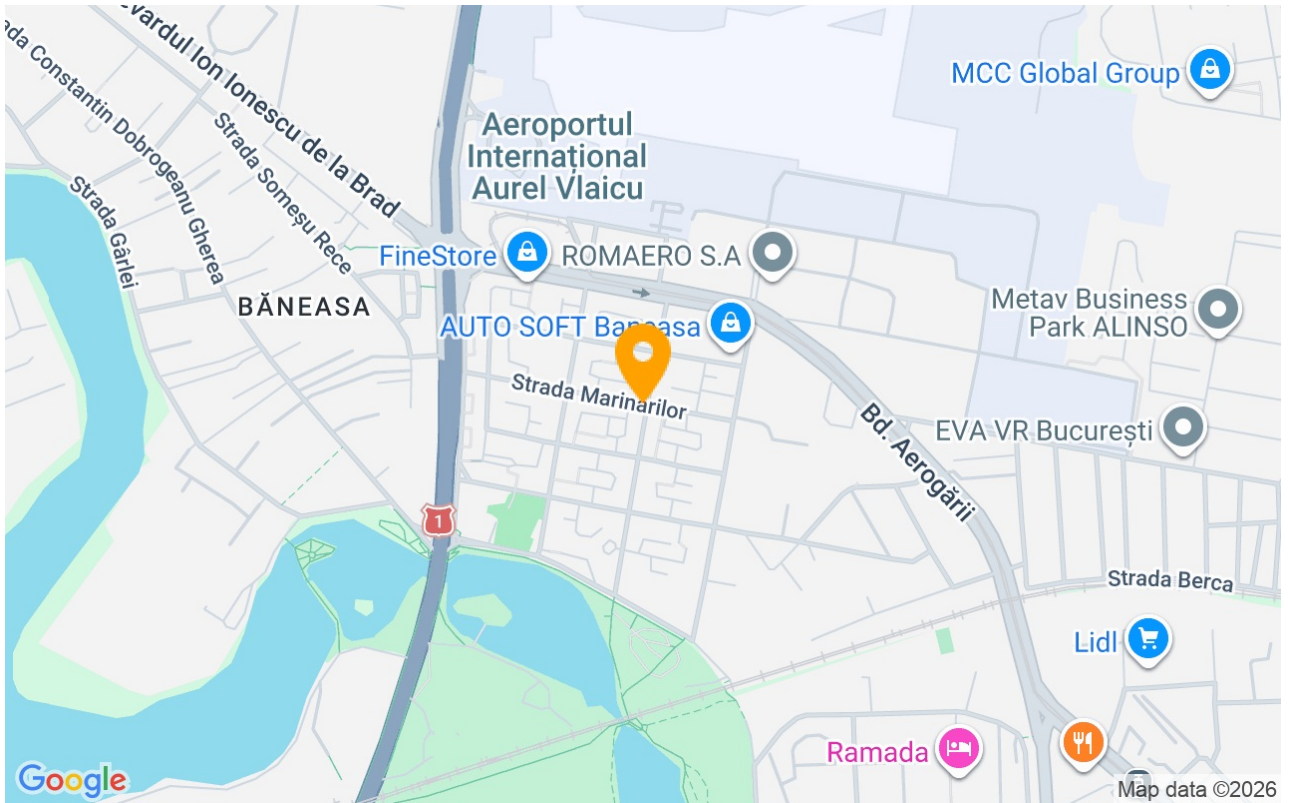 evardul Ion Ionescu de la Brad
ada Constantin Dobrogeanu Gherea
Strada Someșu Rece
Strada Gârlei
MCC Global Group
Aeroportul
Internațional
Aurel Vlaicu
FineStore
ROMAERO S.A
BĂNEASA
AUTO SOFT Baneasa
Metav Business
Park ALINSO
Strada Marinarilor
Bd. Aerogării
EVA VR București
1
Strada Berca
Lidl
Ramada
Google
Map data ©2026